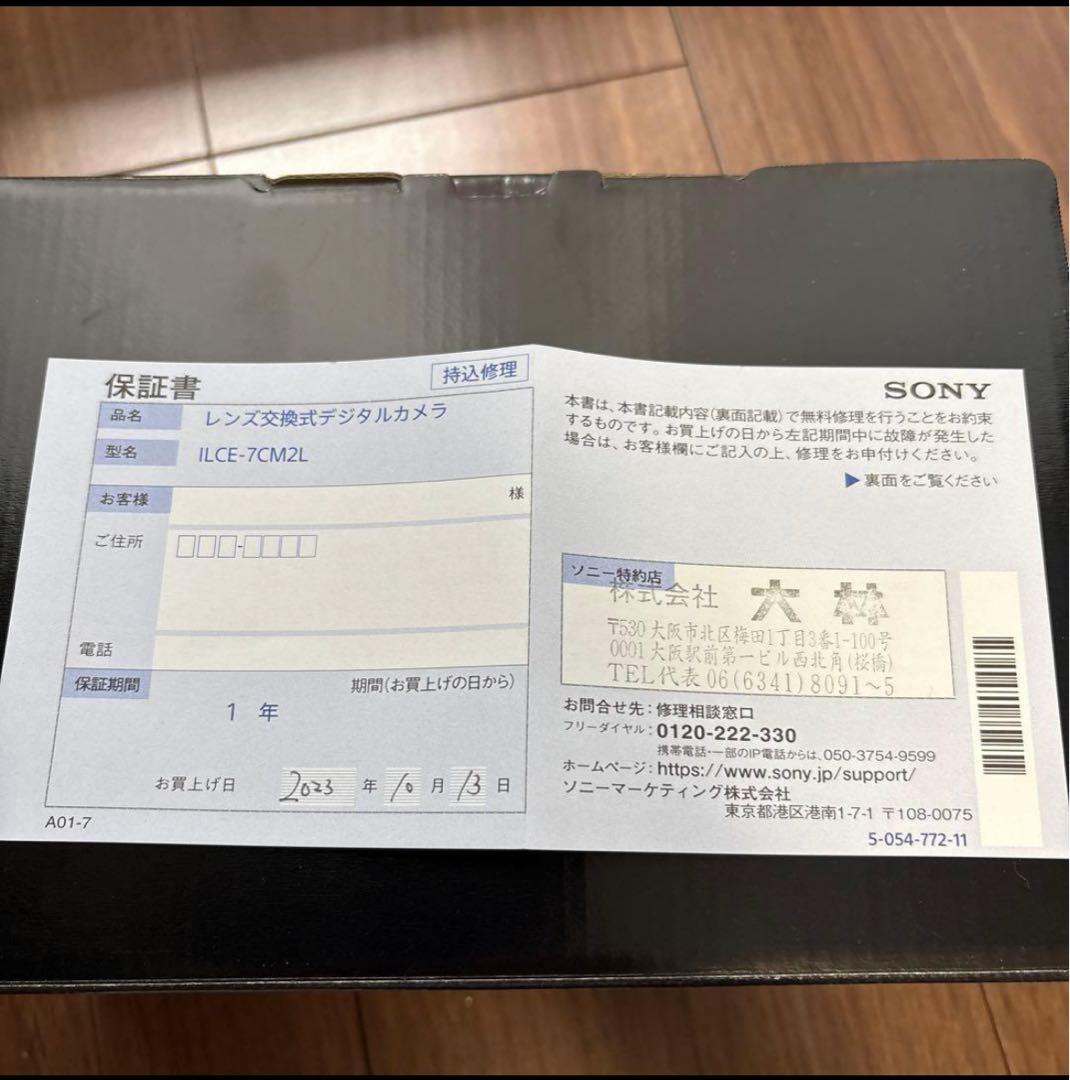 保証書
持込修理
品名 レンズ交換式デジタルカメラ
型名 ILCE-7CM2L
お客様 様
ご住所 □□□-□□□□
電話
保証期間 期間(お買上げの日から)
1 年
お買上げ日 2023 年 10 月 13 日
A01-7
SONY
本書は、本書記載内容(裏面記載)で無料修理を行うことをお約束
するものです。お買上げの日から左記期間中に故障が発生した
場合は、お客様欄にご記入の上、修理をお申付けください。
▶裏面をご覧ください
ソニー特約店
株式会社 大林
〒530 大阪市北区梅田1丁目3番1-100号
0001 大阪駅前第一ビル西北角(桜橋)
TEL代表 06(6341)8091~5
お問合せ先:修理相談窓口
フリーダイヤル:0120-222-330
携帯電話・一部のIP電話からは、050-3754-9599
ホームページ:https://www.sony.jp/support/
ソニーマーケティング株式会社
東京都港区港南1-7-1 〒108-0075
5-054-772-11